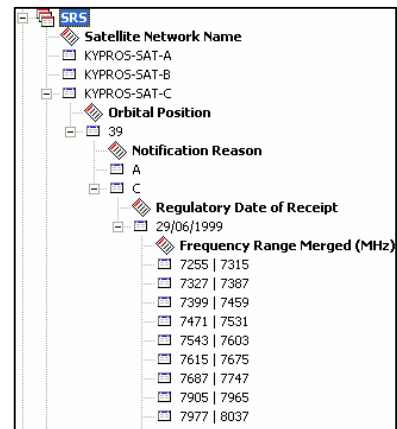 SRS
Satellite Network Name
KYPROS-SAT-A
KYPROS-SAT-B
KYPROS-SAT-C
Orbital Position
39
Notification Reason
A
C
Regulatory Date of Receipt
29/06/1999
Frequency Range Merged (MHz)
7255 | 7315
7327 | 7387
7399 | 7459
7471 | 7531
7543 | 7603
7615 | 7675
7687 | 7747
7905 | 7965
7977 | 8037